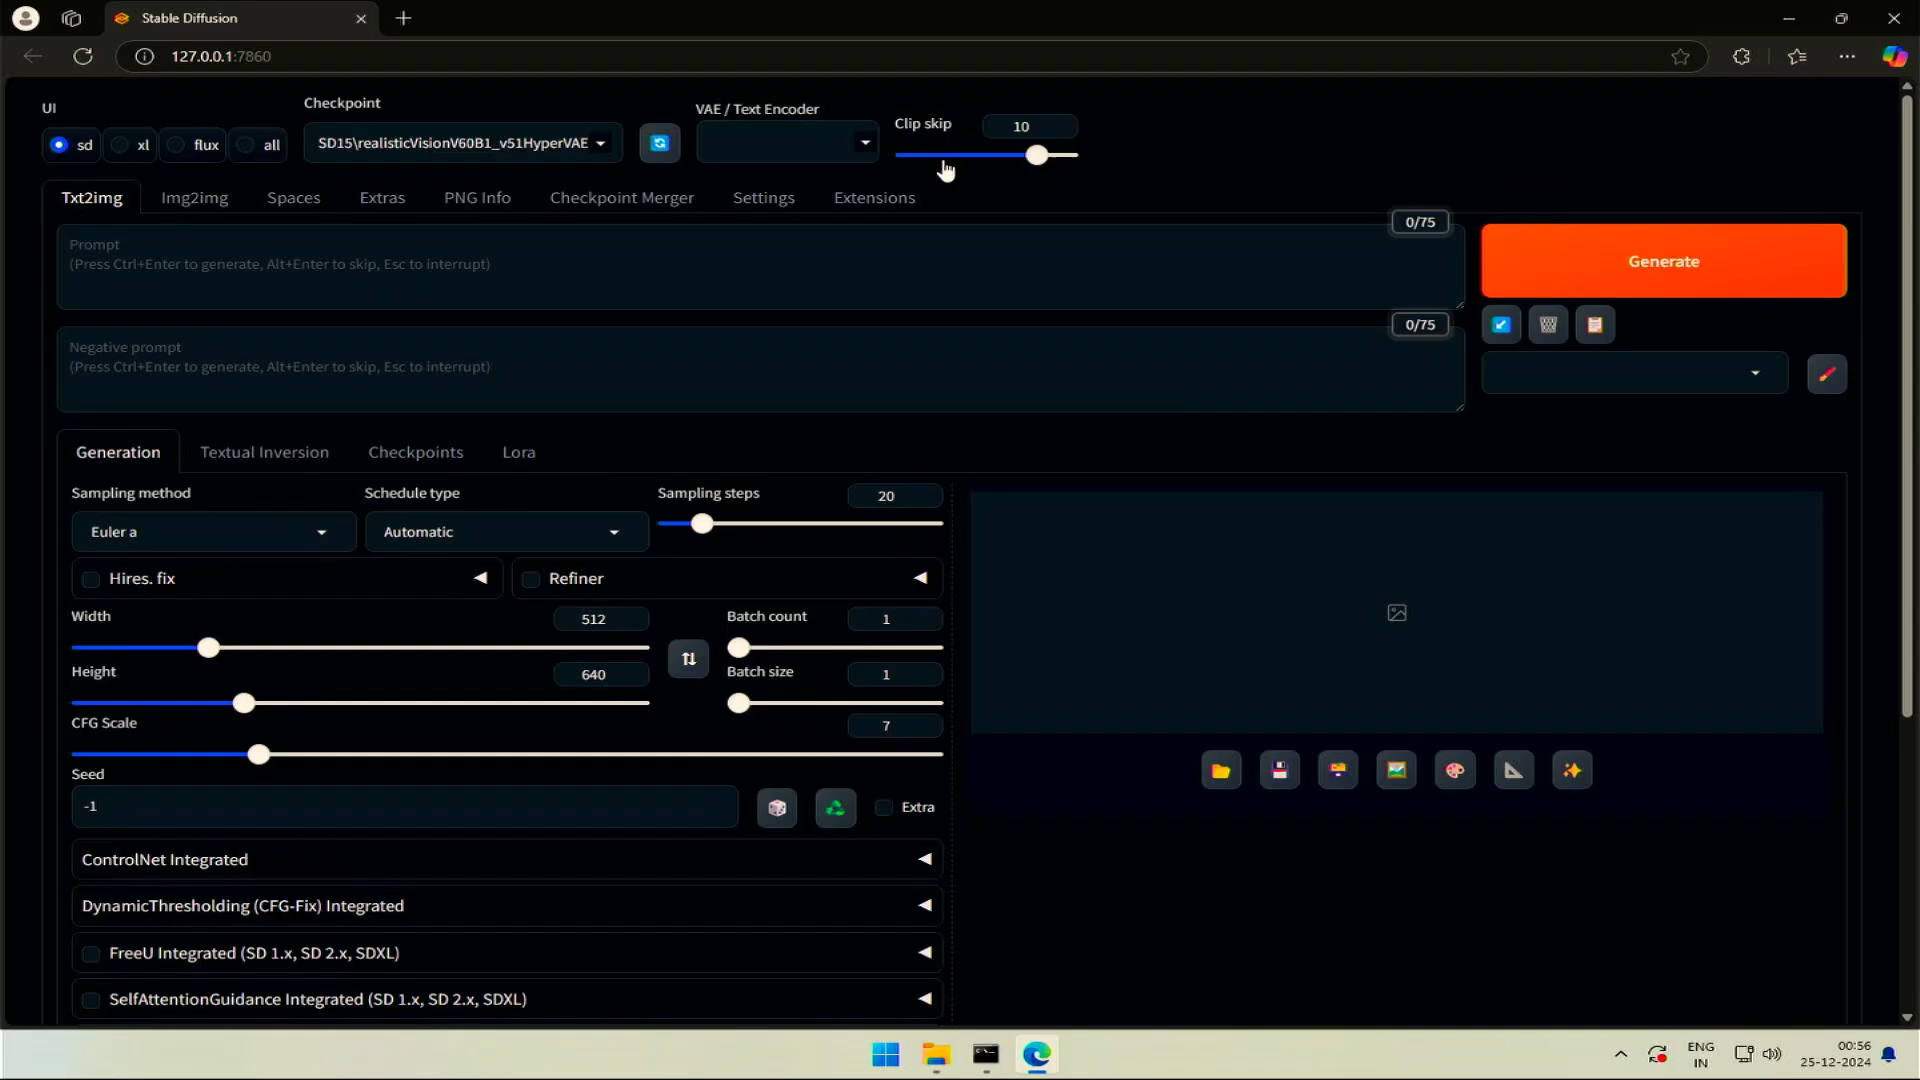 Stable Diffusion
127.0.0.1:7860
UI
Checkpoint
VAE / Text Encoder
Clip skip
10
sd
xl
flux
all
SD15\realisticVisionV60B1_v51HyperVAE
Txt2img
Img2img
Spaces
Extras
PNG Info
Checkpoint Merger
Settings
Extensions
0/75
Prompt
(Press Ctrl+Enter to generate, Alt+Enter to skip, Esc to interrupt)
Generate
0/75
Negative prompt
(Press Ctrl+Enter to generate, Alt+Enter to skip, Esc to interrupt)
Generation
Textual Inversion
Checkpoints
Lora
Sampling method
Schedule type
Sampling steps
20
Euler a
Automatic
Hires. fix
Refiner
Width
512
Batch count
1
Height
640
Batch size
1
CFG Scale
7
Seed
-1
Extra
ControlNet Integrated
DynamicThresholding (CFG-Fix) Integrated
FreeU Integrated (SD 1.x, SD 2.x, SDXL)
SelfAttentionGuidance Integrated (SD 1.x, SD 2.x, SDXL)
ENG
IN
00:56
25-12-2024